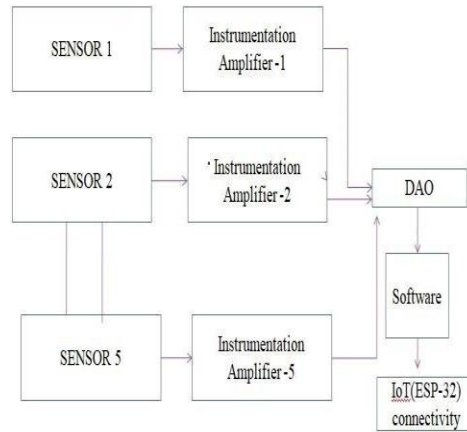 SENSOR 1
Instrumentation
Amplifier-1
SENSOR 2
Instrumentation
Amplifier-2
DAO
Software
SENSOR 5
Instrumentation
Amplifier-5
IoT(ESP-32)
connectivity